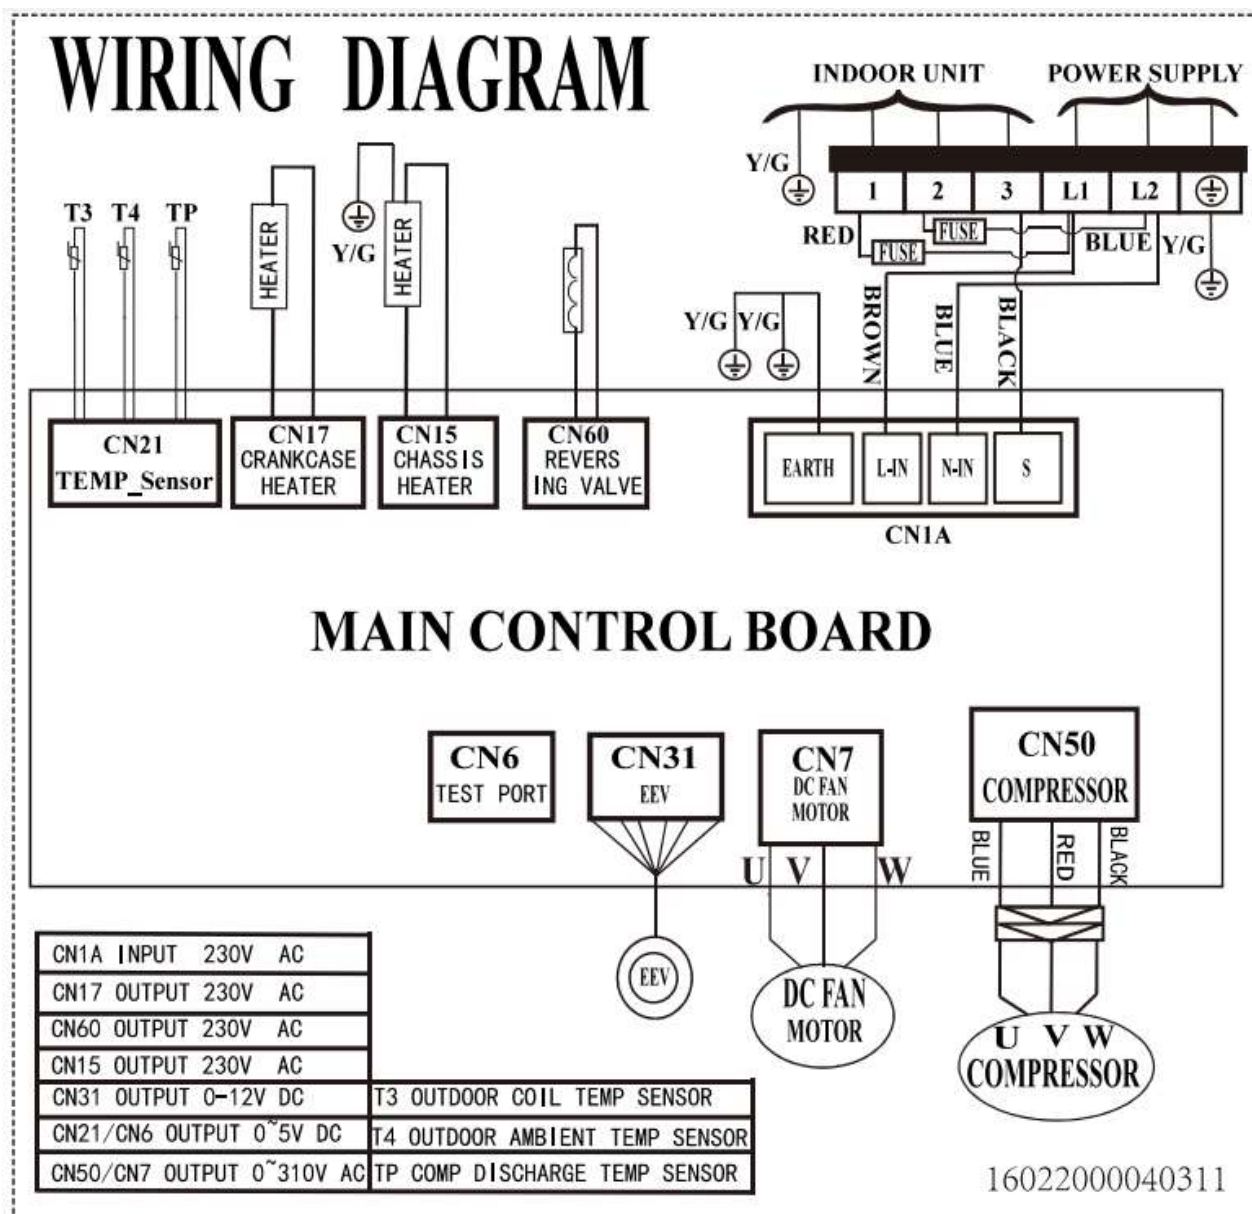 WIRING DIAGRAM
INDOOR UNIT
POWER SUPPLY
Y/G
1 2 3 L1 L2
RED
FUSE
FUSE
BLUE
Y/G
T3 T4 TP
HEATER
Y/G
HEATER
Y/G Y/G
BROWN
BLUE
BLACK
CN21
TEMP_Sensor
CN17
CRANKCASE
HEATER
CN15
CHASSIS
HEATER
CN60
REVERS
ING VALVE
EARTH
L-IN
N-IN
S
CN1A
MAIN CONTROL BOARD
CN6
TEST PORT
CN31
EEV
CN7
DC FAN
MOTOR
CN50
COMPRESSOR
U V W
BLUE
RED
BLACK
EEV
DC FAN
MOTOR
U V W
COMPRESSOR
CN1A INPUT 230V AC
CN17 OUTPUT 230V AC
CN60 OUTPUT 230V AC
CN15 OUTPUT 230V AC
CN31 OUTPUT 0-12V DC
T3 OUTDOOR COIL TEMP SENSOR
CN21/CN6 OUTPUT 0~5V DC
T4 OUTDOOR AMBIENT TEMP SENSOR
CN50/CN7 OUTPUT 0~310V AC
TP COMP DISCHARGE TEMP SENSOR
16022000040311